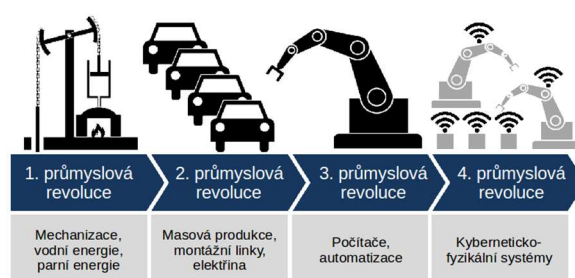 1. průmyslová
revoluce
2. průmyslová
revoluce
3. průmyslová
revoluce
4. průmyslová
revoluce
Mechanizace,
vodní energie,
parní energie
Masová produkce,
montážní linky,
elektřina
Počítače,
automatizace
Kyberneticko-
fyzikální systémy